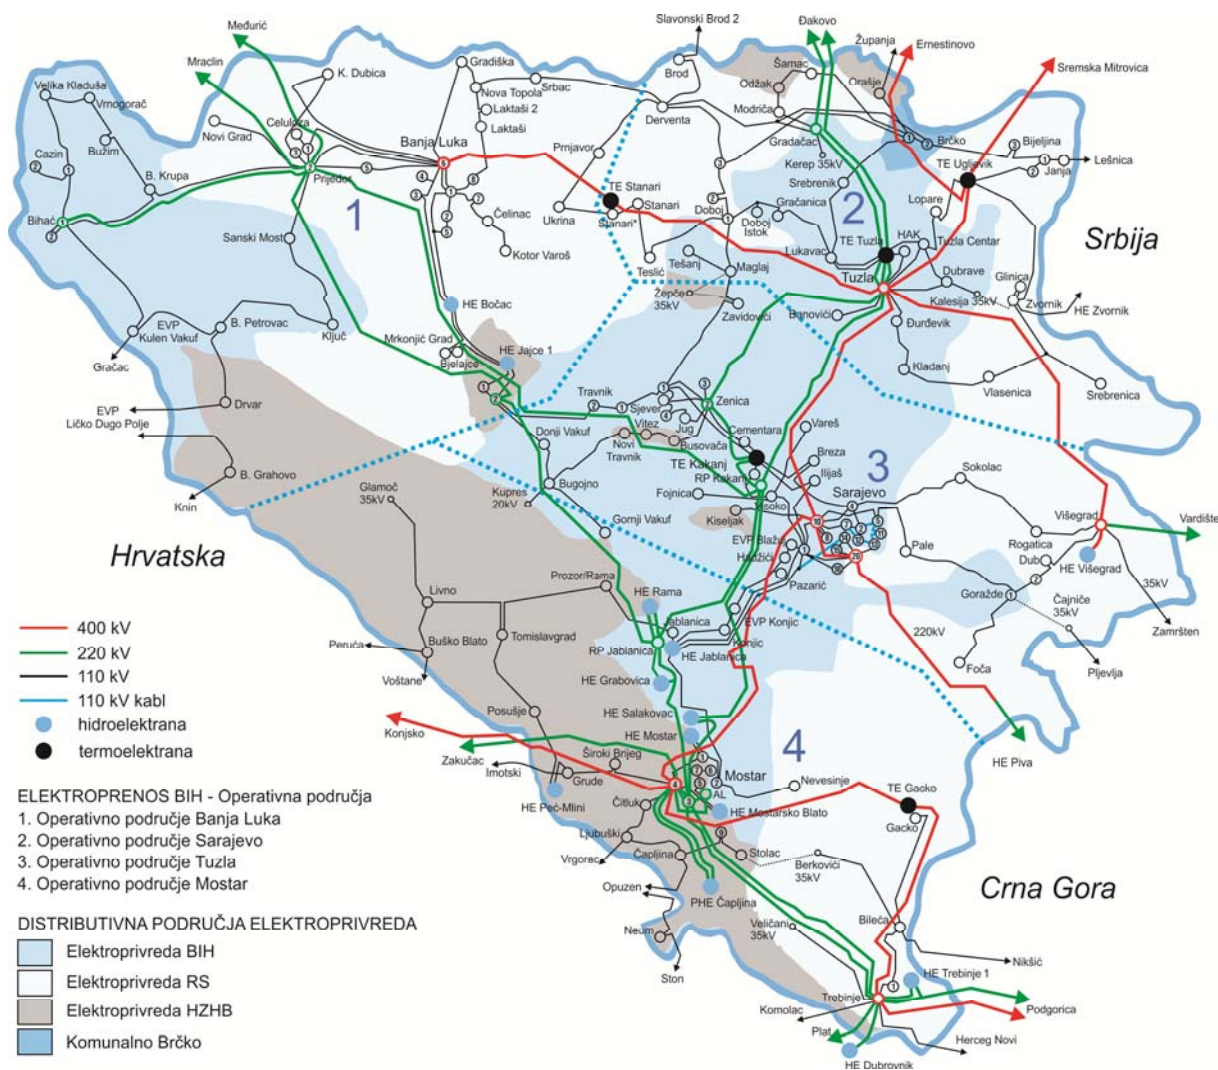 Međurić
Mraclin
Slavonski Brod 2
Đakovo
Županja
Ernestinovo
Sremska Mitrovica
K. Dubica
Gradiška
Nova Topola
Laktaši 2
Laktaši
Srbac
Brod
Odžak
Šamac
Orašje
Modriča
Derventa
Velika Kladuša
Vrnogorač
Bužim
Cazin
Novi Grad
Celuloza
Banja Luka
Prijedor
B. Krupa
Bihać
1
Prnjavor
TE Stanari
Stanari
Stanari*
Ukrina
Čelinac
Kotor Varoš
Gradačac
Kerep 35kV
Srebrenik
Gračanica
Doboj
Doboj
Istok
2
Brčko
Bijeljina
Janja
Lešnica
TE Ugljevik
Lopare
HAK
Tuzla Centar
TE Tuzla
Tuzla
Lukavac
Dubrave
Kalesija 35kV
Glinica
Zvornik
HE Zvornik
Srbija
Sanski Most
Teslić
Tešanj
Maglaj
Žepče
35kV
Zavidovići
Banovići
Đurđevik
Kladanj
Vlasenica
Srebrenica
EVP
Kulen Vakuf
B. Petrovac
Ključ
Gračac
HE Bočac
Mrkonjić Grad
Bjelajce
HE Jajce 1
Drvar
EVP
Ličko Dugo Polje
B. Grahovo
Knin
Travnik
Sjever
Zenica
Jug
Vitez
Novi
Travnik
Busovača
Cementara
TE Kakanj
RP Kakanj
Vareš
Breza
Ilijaš
3
Donji Vakuf
Bugojno
Kupres
20kV
Gornji Vakuf
Fojnica
Visoko
Kiseljak
Sarajevo
Sokolac
Rogatica
Višegrad
Vardište
HE Višegrad
Dub
Pale
Goražde
Čajniče
35kV
35kV
Zamršten
Pljevlja
Foča
220kV
HE Piva
EVP Blažuj
Hadžići
Pazarić
EVP Konjic
Konjic
Glamoč
35kV
Hrvatska
Livno
Buško Blato
Peruća
Voštane
Tomislavgrad
Prozor/Rama
HE Rama
Jablanica
RP Jablanica
HE Jablanica
HE Grabovica
HE Salakovac
HE Mostar
Mostar
AL
HE Mostarsko Blato
4
Nevesinje
TE Gacko
Gacko
Posušje
Konjsko
Zakučac
Imotski
Široki Brijeg
Grude
HE Peć-Mlini
Čitluk
Ljubuški
Vrgorac
Čapljina
Stolac
Berkovići
35kV
Opuzen
Neum
Ston
PHE Čapljina
Veličani
35kV
Crna Gora
Bileća
Nikšić
HE Trebinje 1
Trebinje
Komolac
Plat
Podgorica
Herceg Novi
HE Dubrovnik
400 kV
220 kV
110 kV
110 kV kabl
hidroelektrana
termoelektrana
ELEKTROPRENOS BIH - Operativna područja
1. Operativno područje Banja Luka
2. Operativno područje Sarajevo
3. Operativno područje Tuzla
4. Operativno područje Mostar
DISTRIBUTIVNA PODRUČJA ELEKTROPRIVREDA
Elektroprivreda BIH
Elektroprivreda RS
Elektroprivreda HZHB
Komunalno Brčko